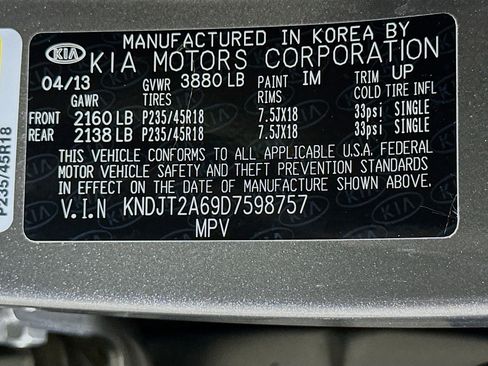 MANUFACTURED IN KOREA BY
KIA KIA MOTORS CORPORATION
04/13 GVWR 3880 LB PAINT IM TRIM UP
GAWR TIRES RIMS COLD TIRE INFL
FRONT 2160 LB P235/45R18 7.5JX18 33psi SINGLE
REAR 2138 LB P235/45R18 7.5JX18 33psi SINGLE
THIS VEHICLE CONFORMS TO ALL APPLICABLE U.S.A. FEDERAL
MOTOR VEHICLE SAFETY AND THEFT PREVENTION STANDARDS
IN EFFECT ON THE DATE OF MANUFACTURE SHOWN ABOVE.
V.I.N KNDJT2A69D7598757
MPV
P235/45R18